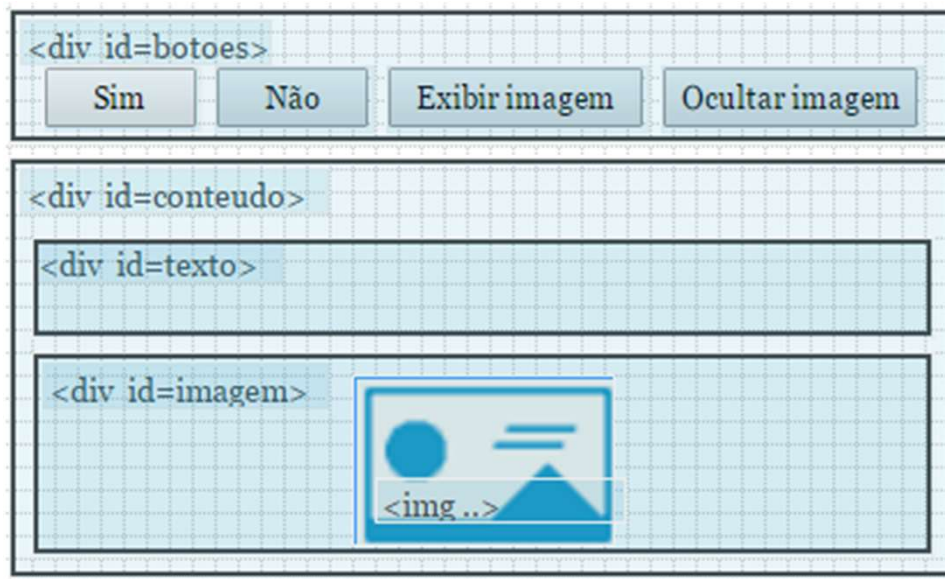 <div id=botoes>
Sim Não Exibir imagem Ocultar imagem
<div id=conteudo>
<div id=texto>
<div id=imagem>
<img ..>